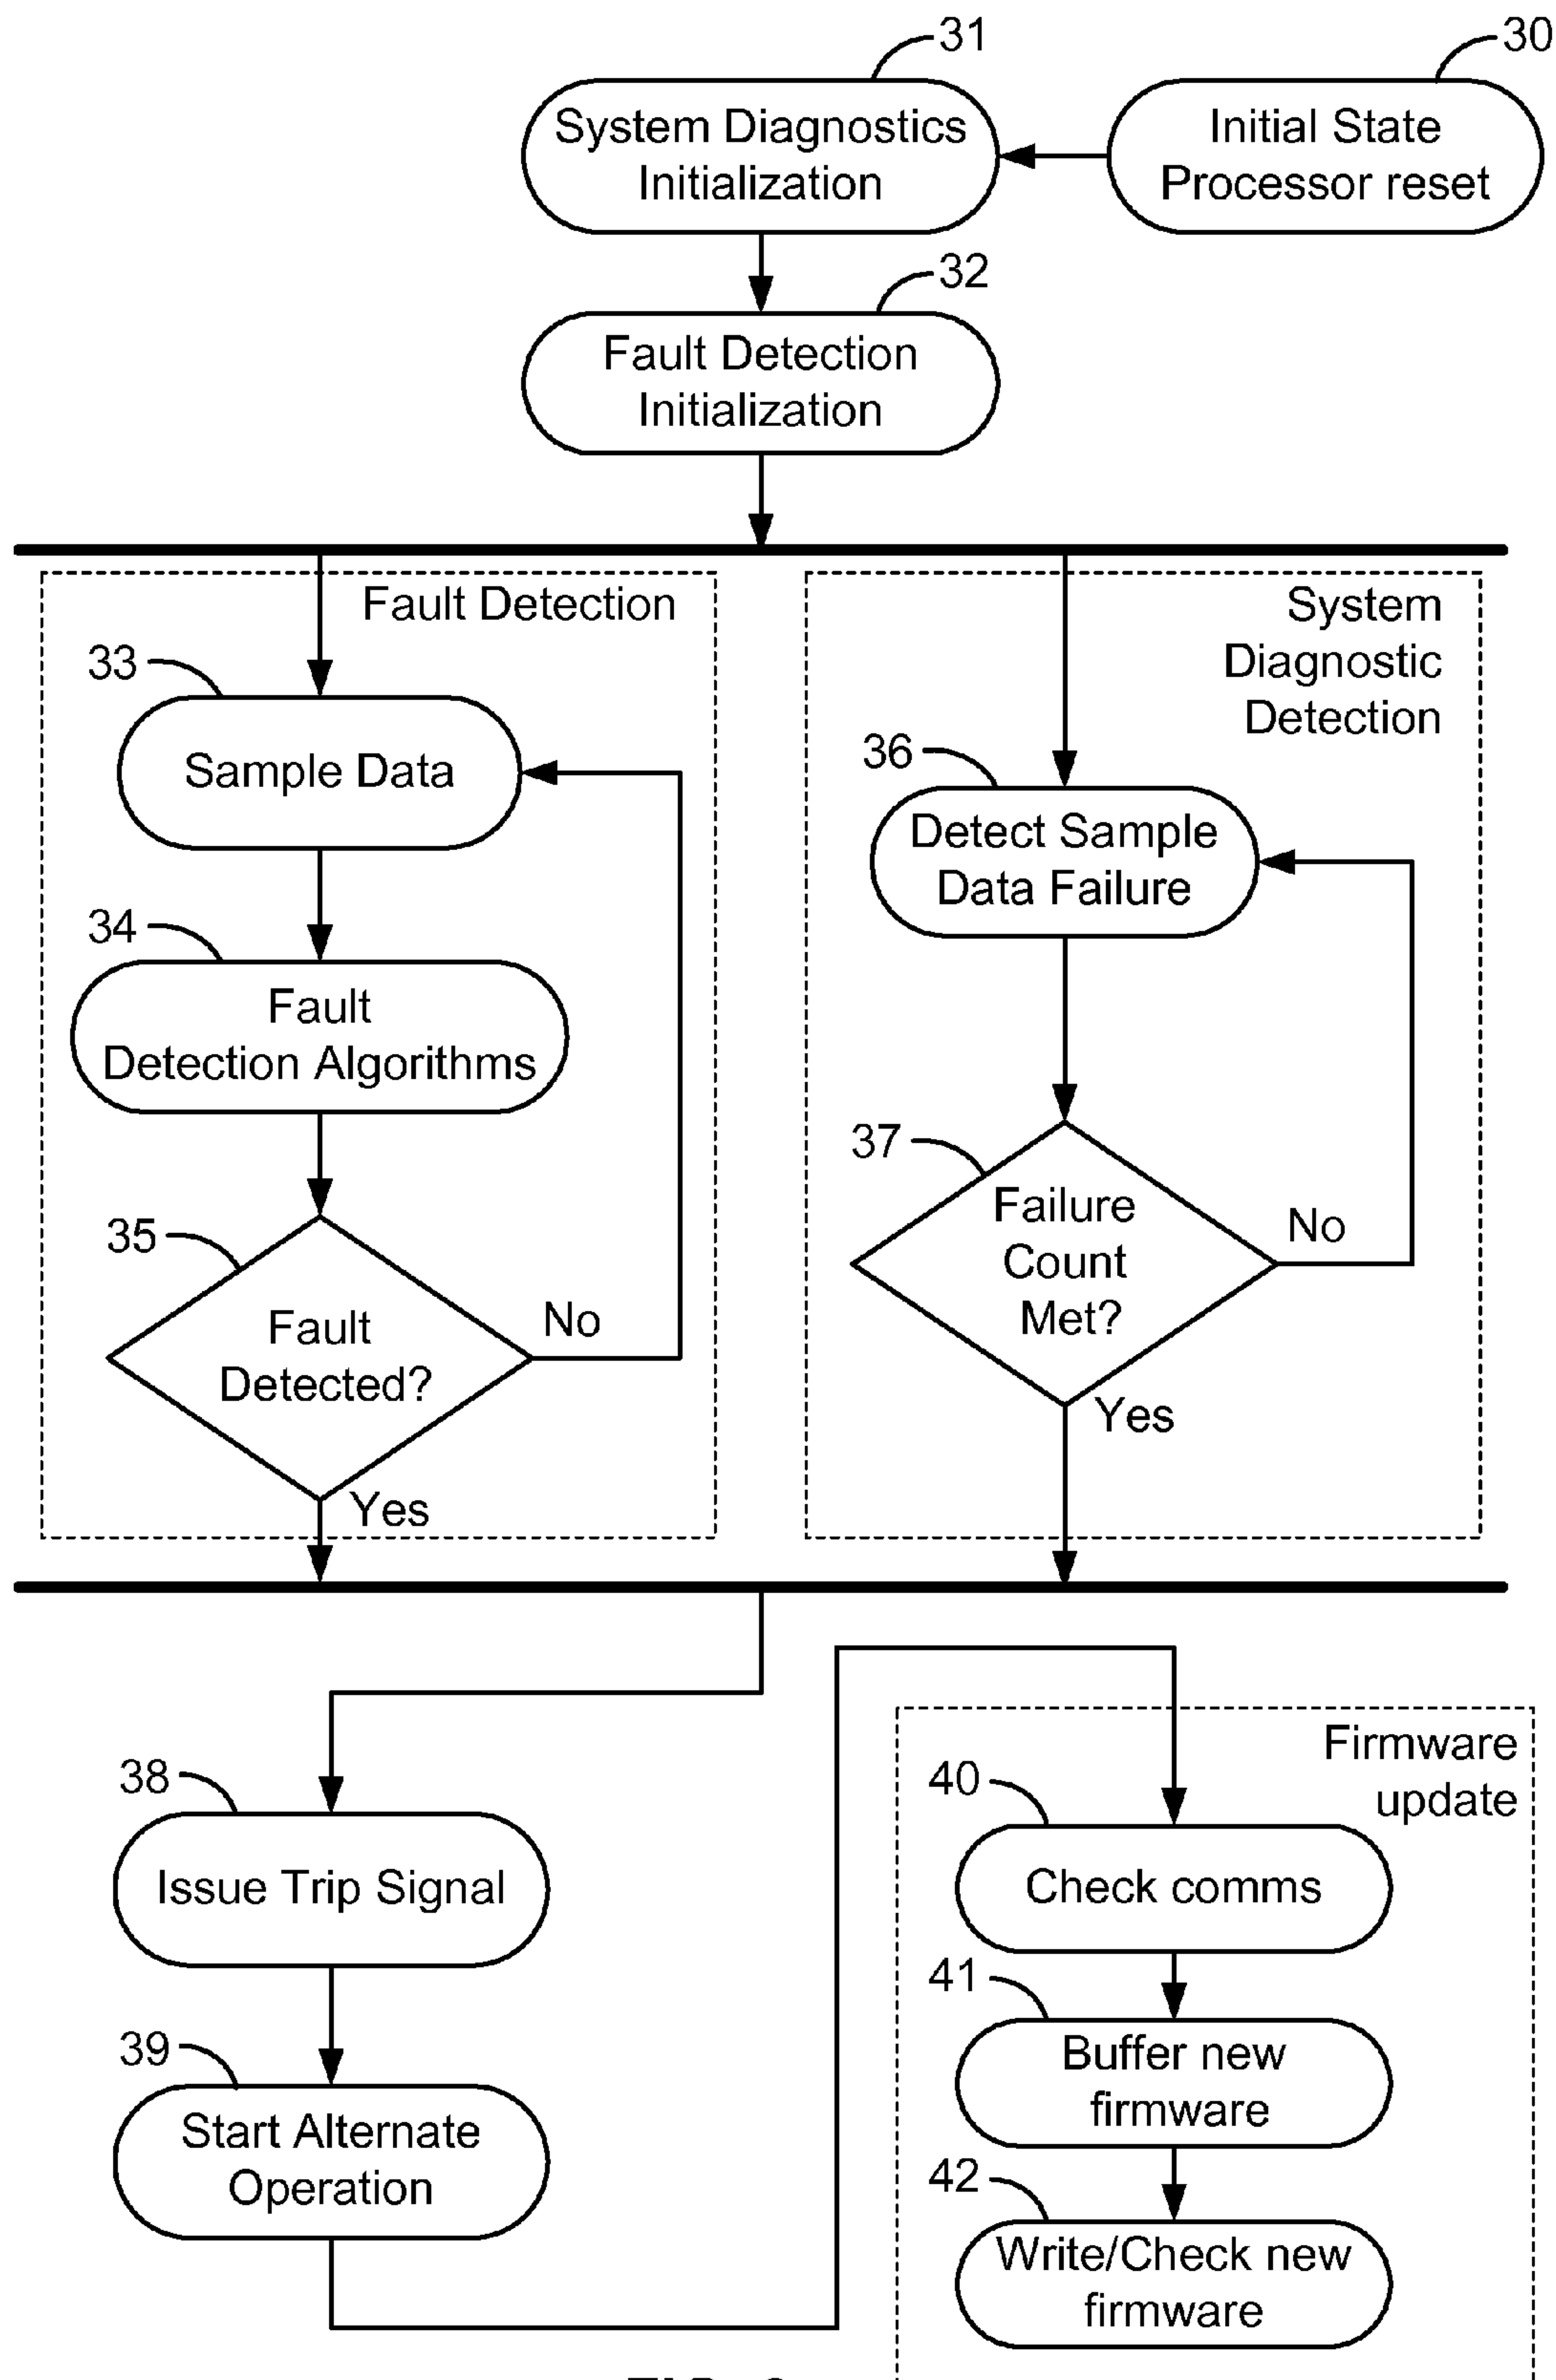 31
30
System Diagnostics
Initialization
Initial State
Processor reset
32
Fault Detection
Initialization
Fault Detection
System
Diagnostic
Detection
33
Sample Data
36
Detect Sample
Data Failure
34
Fault
Detection Algorithms
37
Failure
Count
Met?
No
35
Fault
Detected?
No
Yes
Yes
Firmware
update
38
Issue Trip Signal
40
Check comms
41
Buffer new
firmware
39
Start Alternate
Operation
42
Write/Check new
firmware